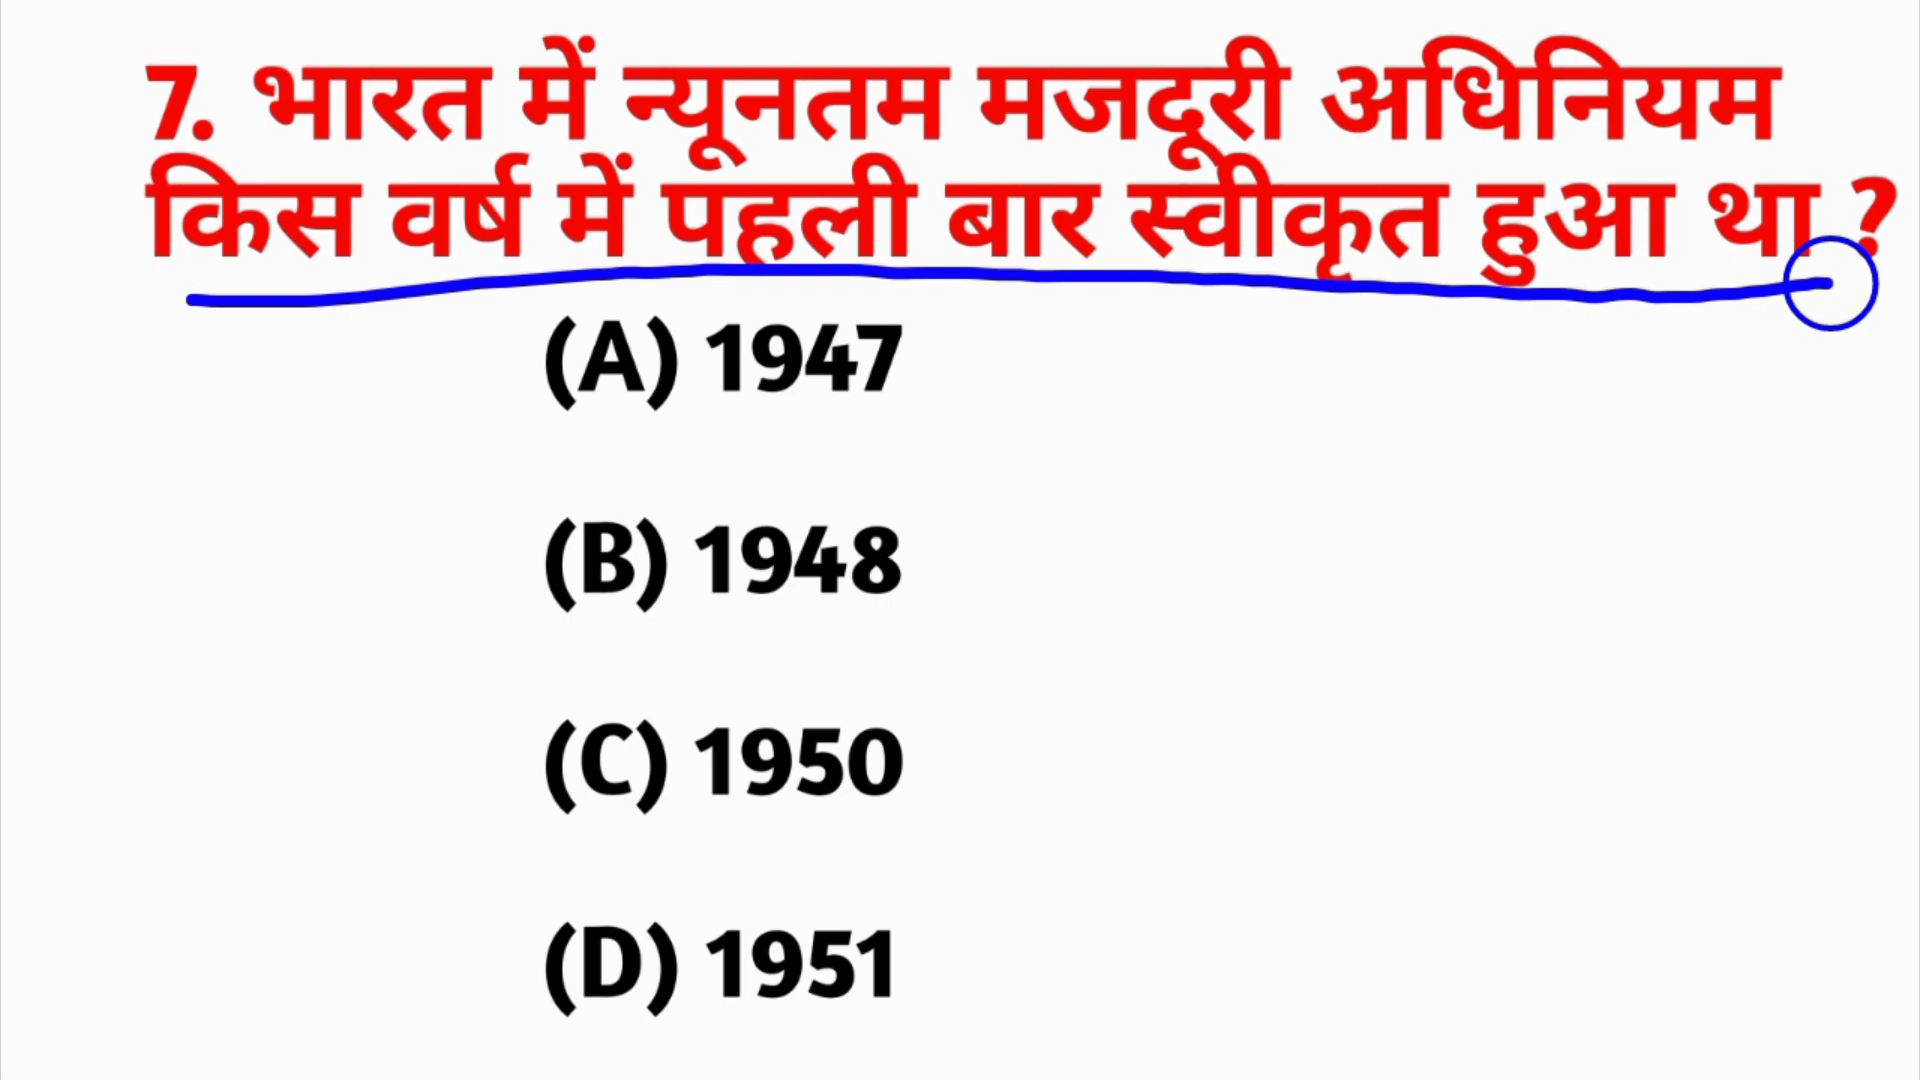 7. भारत में न्यूनतम मजदूरी अधिनियम
किस वर्ष में पहली बार स्वीकृत हुआ था ?
(A) 1947
(B) 1948
(C) 1950
(D) 1951